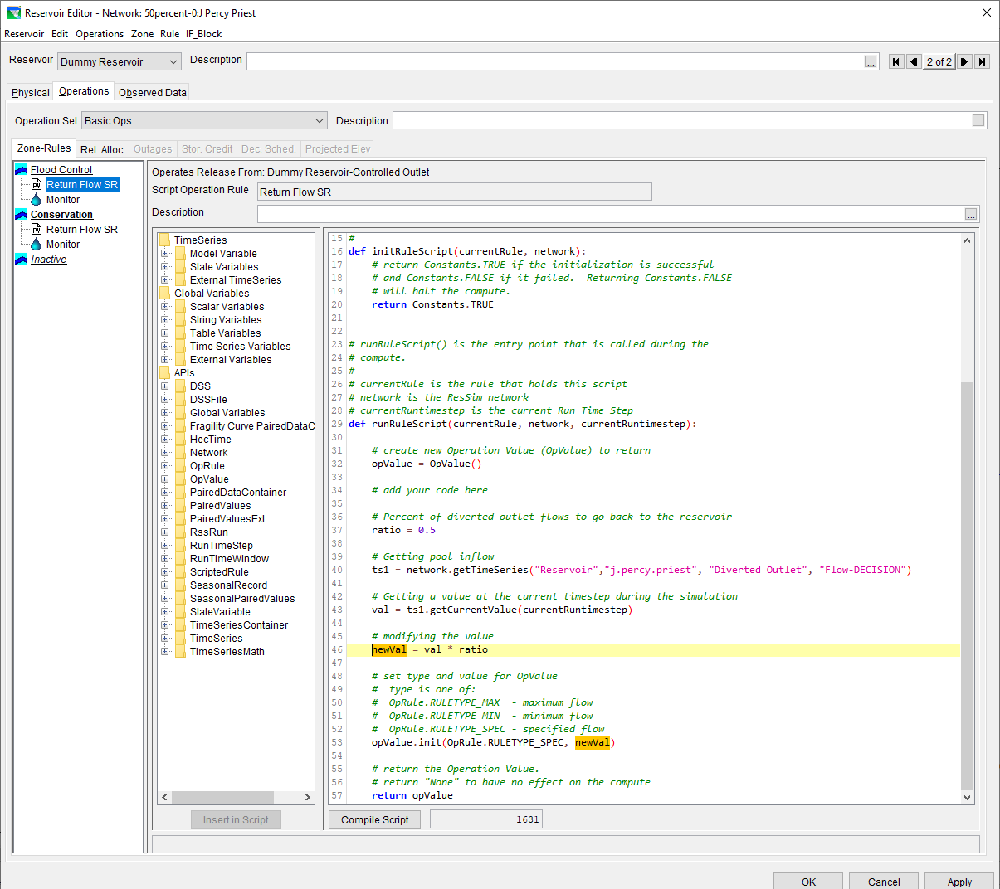 Reservoir Editor - Network: 50percent-0:J Percy Priest
Reservoir Edit Operations Zone Rule IF_Block
Reservoir Dummy Reservoir Description ... 2 of 2
Physical Operations Observed Data
Operation Set Basic Ops Description ...
Zone-Rules Rel. Alloc. Outages Stor. Credit Dec. Sched. Projected Elev
Flood Control
Return Flow SR
Monitor
Conservation
Return Flow SR
Monitor
Inactive
Operates Release From: Dummy Reservoir-Controlled Outlet
Script Operation Rule Return Flow SR
Description ...
TimeSeries
Model Variable
State Variables
External TimeSeries
Global Variables
Scalar Variables
String Variables
Table Variables
Time Series Variables
External Variables
APIs
DSS
DSSFile
Global Variables
Fragility Curve PairedDataC
HecTime
Network
OpRule
OpValue
PairedDataContainer
PairedValues
PairedValuesExt
RssRun
RunTimeStep
RunTimeWindow
ScriptedRule
SeasonalRecord
SeasonalPairedValues
StateVariable
TimeSeriesContainer
TimeSeries
TimeSeriesMath
Insert in Script
15 #
16 def initRuleScript(currentRule, network):
17     # return Constants.TRUE if the initialization is successful
18     # and Constants.FALSE if it failed.  Returning Constants.FALSE
19     # will halt the compute.
20     return Constants.TRUE
21
22
23 # runRuleScript() is the entry point that is called during the
24 # compute.
25 #
26 # currentRule is the rule that holds this script
27 # network is the ResSim network
28 # currentRuntimestep is the current Run Time Step
29 def runRuleScript(currentRule, network, currentRuntimestep):
30
31     # create new Operation Value (OpValue) to return
32     opValue = OpValue()
33
34     # add your code here
35
36     # Percent of diverted outlet flows to go back to the reservoir
37     ratio = 0.5
38
39     # Getting pool inflow
40     ts1 = network.getTimeSeries("Reservoir","j.percy.priest", "Diverted Outlet", "Flow-DECISION")
41
42     # Getting a value at the current timestep during the simulation
43     val = ts1.getCurrentValue(currentRuntimestep)
44
45     # modifying the value
46     newVal = val * ratio
47
48     # set type and value for OpValue
49     #  type is one of:
50     #  OpRule.RULETYPE_MAX  - maximum flow
51     #  OpRule.RULETYPE_MIN  - minimum flow
52     #  OpRule.RULETYPE_SPEC - specified flow
53     opValue.init(OpRule.RULETYPE_SPEC, newVal)
54
55     # return the Operation Value.
56     # return "None" to have no effect on the compute
57     return opValue
Compile Script 1631
OK Cancel Apply